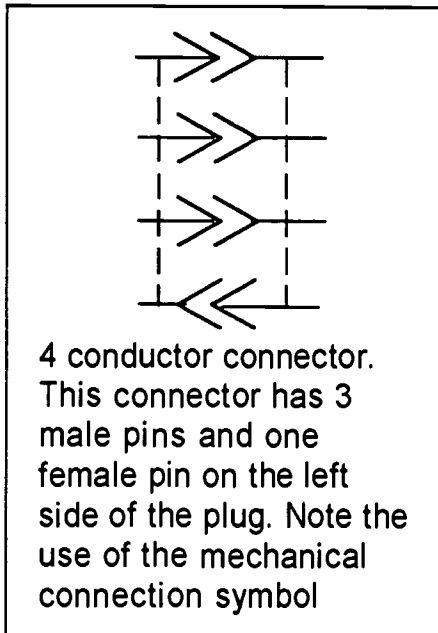 4 conductor connector.
This connector has 3
male pins and one
female pin on the left
side of the plug. Note the
use of the mechanical
connection symbol